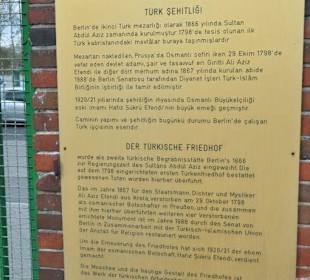 TÜRK ŞEHİTLİĞİ
Berlin'de ikinci Türk mezarlığı olarak 1866 yılında Sultan
Abdul Aziz zamanında kurulmuştur 1798'de tesis olunan ilk
Türk kabristanındaki mevtâlar buraya taşınmışlardır
Mezartan nakledilen, Prusya'da Osmanlı sefiri iken 29 Ekim 1798'de
vefat eden devlet adamı, şair ve tasavvuf eri Giritli Ali Aziz
Efendi ile diğer dört merhum adına 1867 yılında kurulan abide
1988'de Berlin Senatosu tarafından Diyanet İşleri Türk-İslâm
Birliğinin işbirliği ile tamir edilmiştir
1920/21 yıllarında şehitliğin ihyasında Osmanlı Büyükelçiliği
eski imamı Hafız Şükrü Efendi'nin büyük emeği geçmiştir
Caminin yapımı ve şehitliğin bugünkü durumu Berlin'de çalışan
Türk işçisinin eseridir.
DER TÜRKISCHE FRIEDHOF
wurde als zweite türkische Begräbnisstätte Berlin's 1866
zur Regierungszeit des Sultans Abdul Aziz eingeweiht. Die
auf dem 1798 eingerichteten ersten Türkenfriedhof bestattet
gewesenen Toten wurden hierher überführt.
Das im Jahre 1867 für den Staatsmann, Dichter und Mystiker
Ali Aziz Efendi aus Kreta, verstorben am 29 Oktober 1798
als osmanischer Botschafter in Preußen, und die zusammen
mit ihm hierher überführten weiteren vier Verstorbenen
errichtete Monument ist im Jahre 1988 durch den Senat von
Berlin in Zusammenarbeit mit der Türkisch-Islamischen Union
der Anstalt für Religion restauriert worden.
Um die Erneuerung des Friedhofes hat sich 1920/21 der ehem.
Imam der osmanischen Botschaft, Hafız Şükrü Efendi, verdient
gemacht.
Die Moschee und die heutige Gestalt des Friedhofes ist
das Werk der türkischen